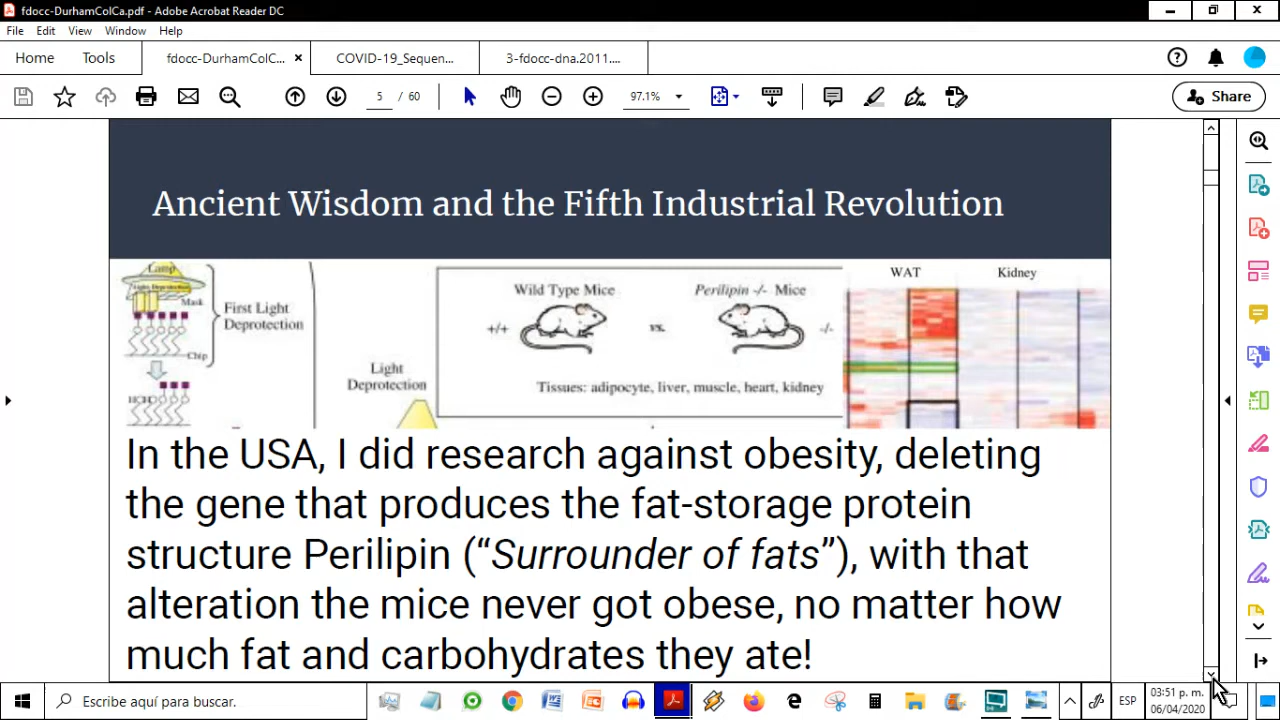 fdocc-DurhamColCa.pdf - Adobe Acrobat Reader DC
File Edit View Window Help
Home Tools fdocc-DurhamColC... COVID-19_Sequen... 3-fdocc-dna.2011....
5 / 60 97.1% Share
Ancient Wisdom and the Fifth Industrial Revolution
Lamp
Light Deprotection
Mask
First Light
Deprotection
Chip
Light
Deprotection
Wild Type Mice Perilipin -/- Mice
+/+ vs. -/-
Tissues: adipocyte, liver, muscle, heart, kidney
WAT Kidney
In the USA, I did research against obesity, deleting
the gene that produces the fat-storage protein
structure Perilipin (“Surrounder of fats”), with that
alteration the mice never got obese, no matter how
much fat and carbohydrates they ate!
Escribe aquí para buscar.
ESP
03:51 p. m.
06/04/2020